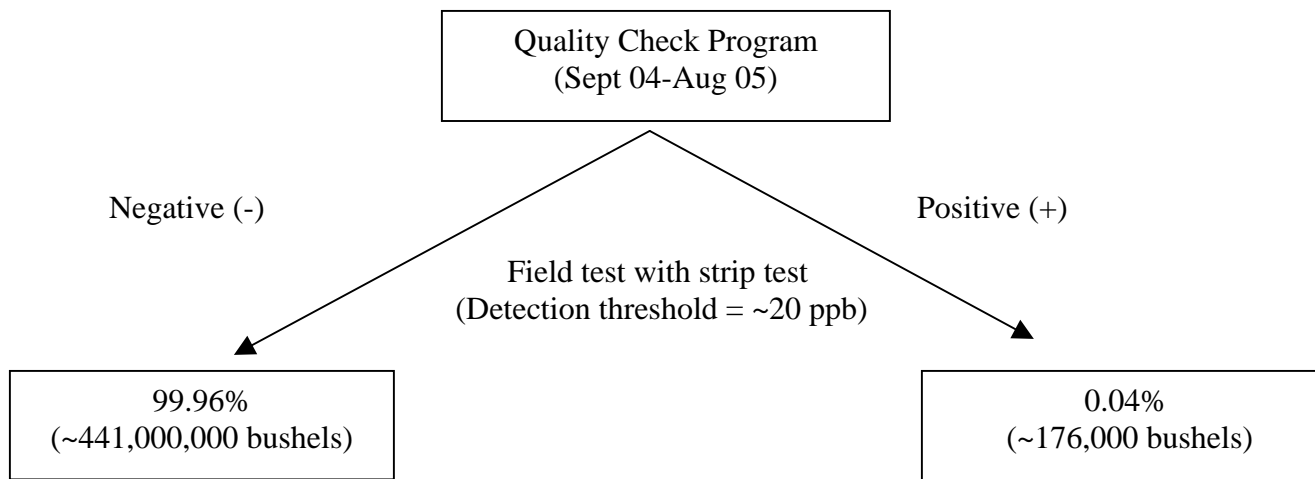 Quality Check Program
(Sept 04-Aug 05)
Negative (-)
Positive (+)
Field test with strip test
(Detection threshold = ~20 ppb)
99.96%
(~441,000,000 bushels)
0.04%
(~176,000 bushels)